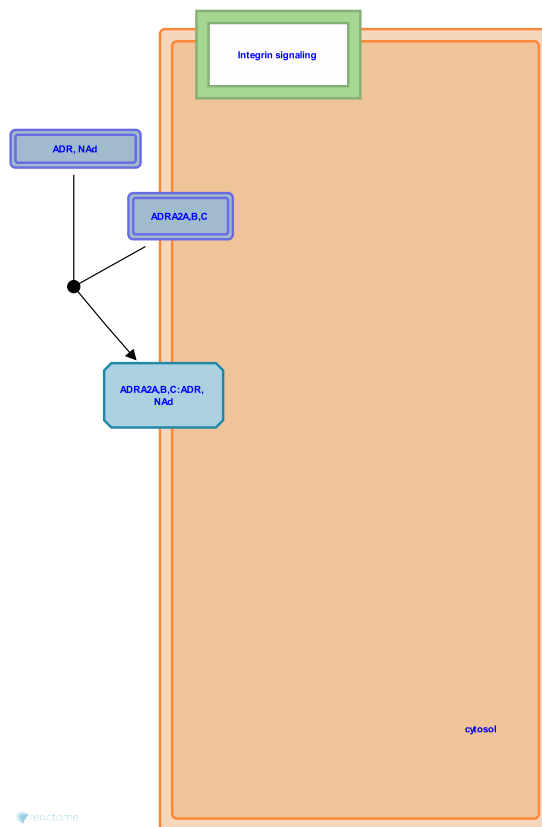 Integrin signaling
ADR, NAd
ADRA2A,B,C
ADRA2A,B,C:ADR,
NAd
cytosol
reactome